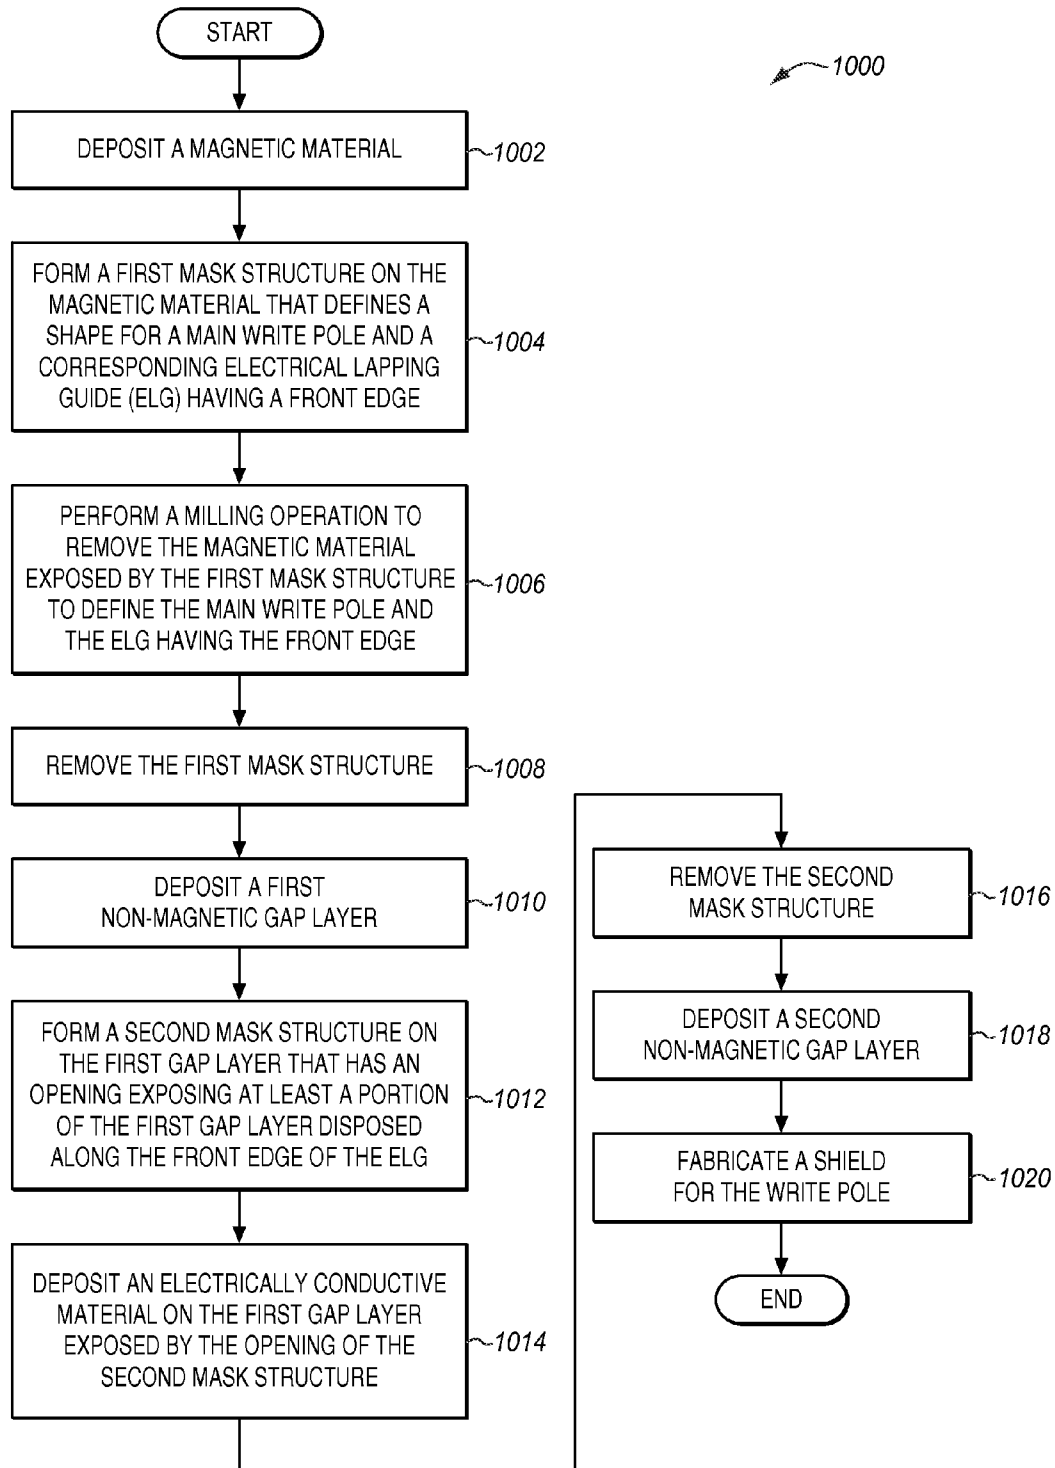 START
1000
DEPOSIT A MAGNETIC MATERIAL
1002
FORM A FIRST MASK STRUCTURE ON THE
MAGNETIC MATERIAL THAT DEFINES A
SHAPE FOR A MAIN WRITE POLE AND A
CORRESPONDING ELECTRICAL LAPPING
GUIDE (ELG) HAVING A FRONT EDGE
1004
PERFORM A MILLING OPERATION TO
REMOVE THE MAGNETIC MATERIAL
EXPOSED BY THE FIRST MASK STRUCTURE
TO DEFINE THE MAIN WRITE POLE AND
THE ELG HAVING THE FRONT EDGE
1006
REMOVE THE FIRST MASK STRUCTURE
1008
DEPOSIT A FIRST
NON-MAGNETIC GAP LAYER
1010
FORM A SECOND MASK STRUCTURE ON
THE FIRST GAP LAYER THAT HAS AN
OPENING EXPOSING AT LEAST A PORTION
OF THE FIRST GAP LAYER DISPOSED
ALONG THE FRONT EDGE OF THE ELG
1012
DEPOSIT AN ELECTRICALLY CONDUCTIVE
MATERIAL ON THE FIRST GAP LAYER
EXPOSED BY THE OPENING OF THE
SECOND MASK STRUCTURE
1014
REMOVE THE SECOND
MASK STRUCTURE
1016
DEPOSIT A SECOND
NON-MAGNETIC GAP LAYER
1018
FABRICATE A SHIELD
FOR THE WRITE POLE
1020
END